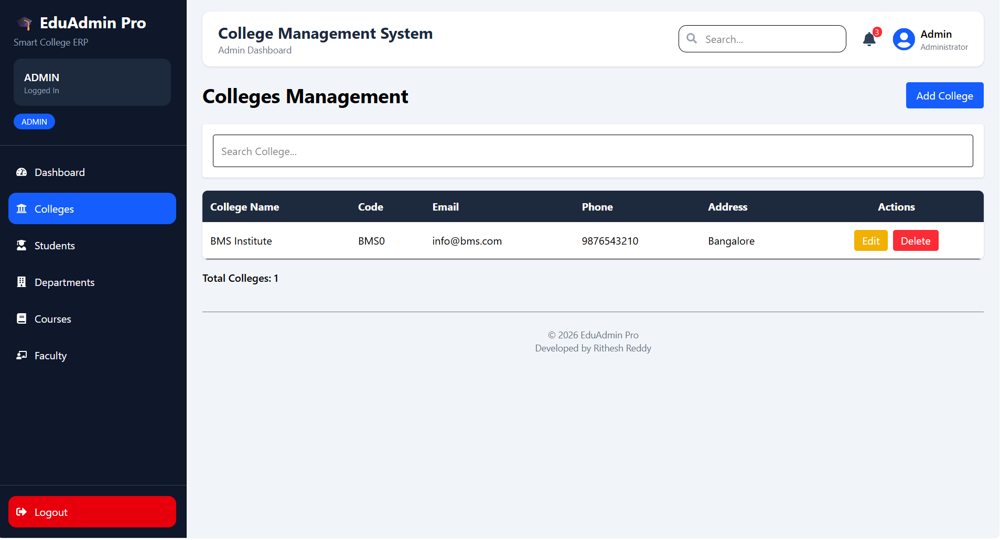 EduAdmin Pro
Smart College ERP
ADMIN
Logged In
ADMIN
Dashboard
Colleges
Students
Departments
Courses
Faculty
Logout
College Management System
Admin Dashboard
Search...
3
Admin
Administrator
Colleges Management
Add College
Search College...
College Name Code Email Phone Address Actions
BMS Institute BMS0 info@bms.com 9876543210 Bangalore Edit Delete
Total Colleges: 1
© 2026 EduAdmin Pro
Developed by Rithesh Reddy